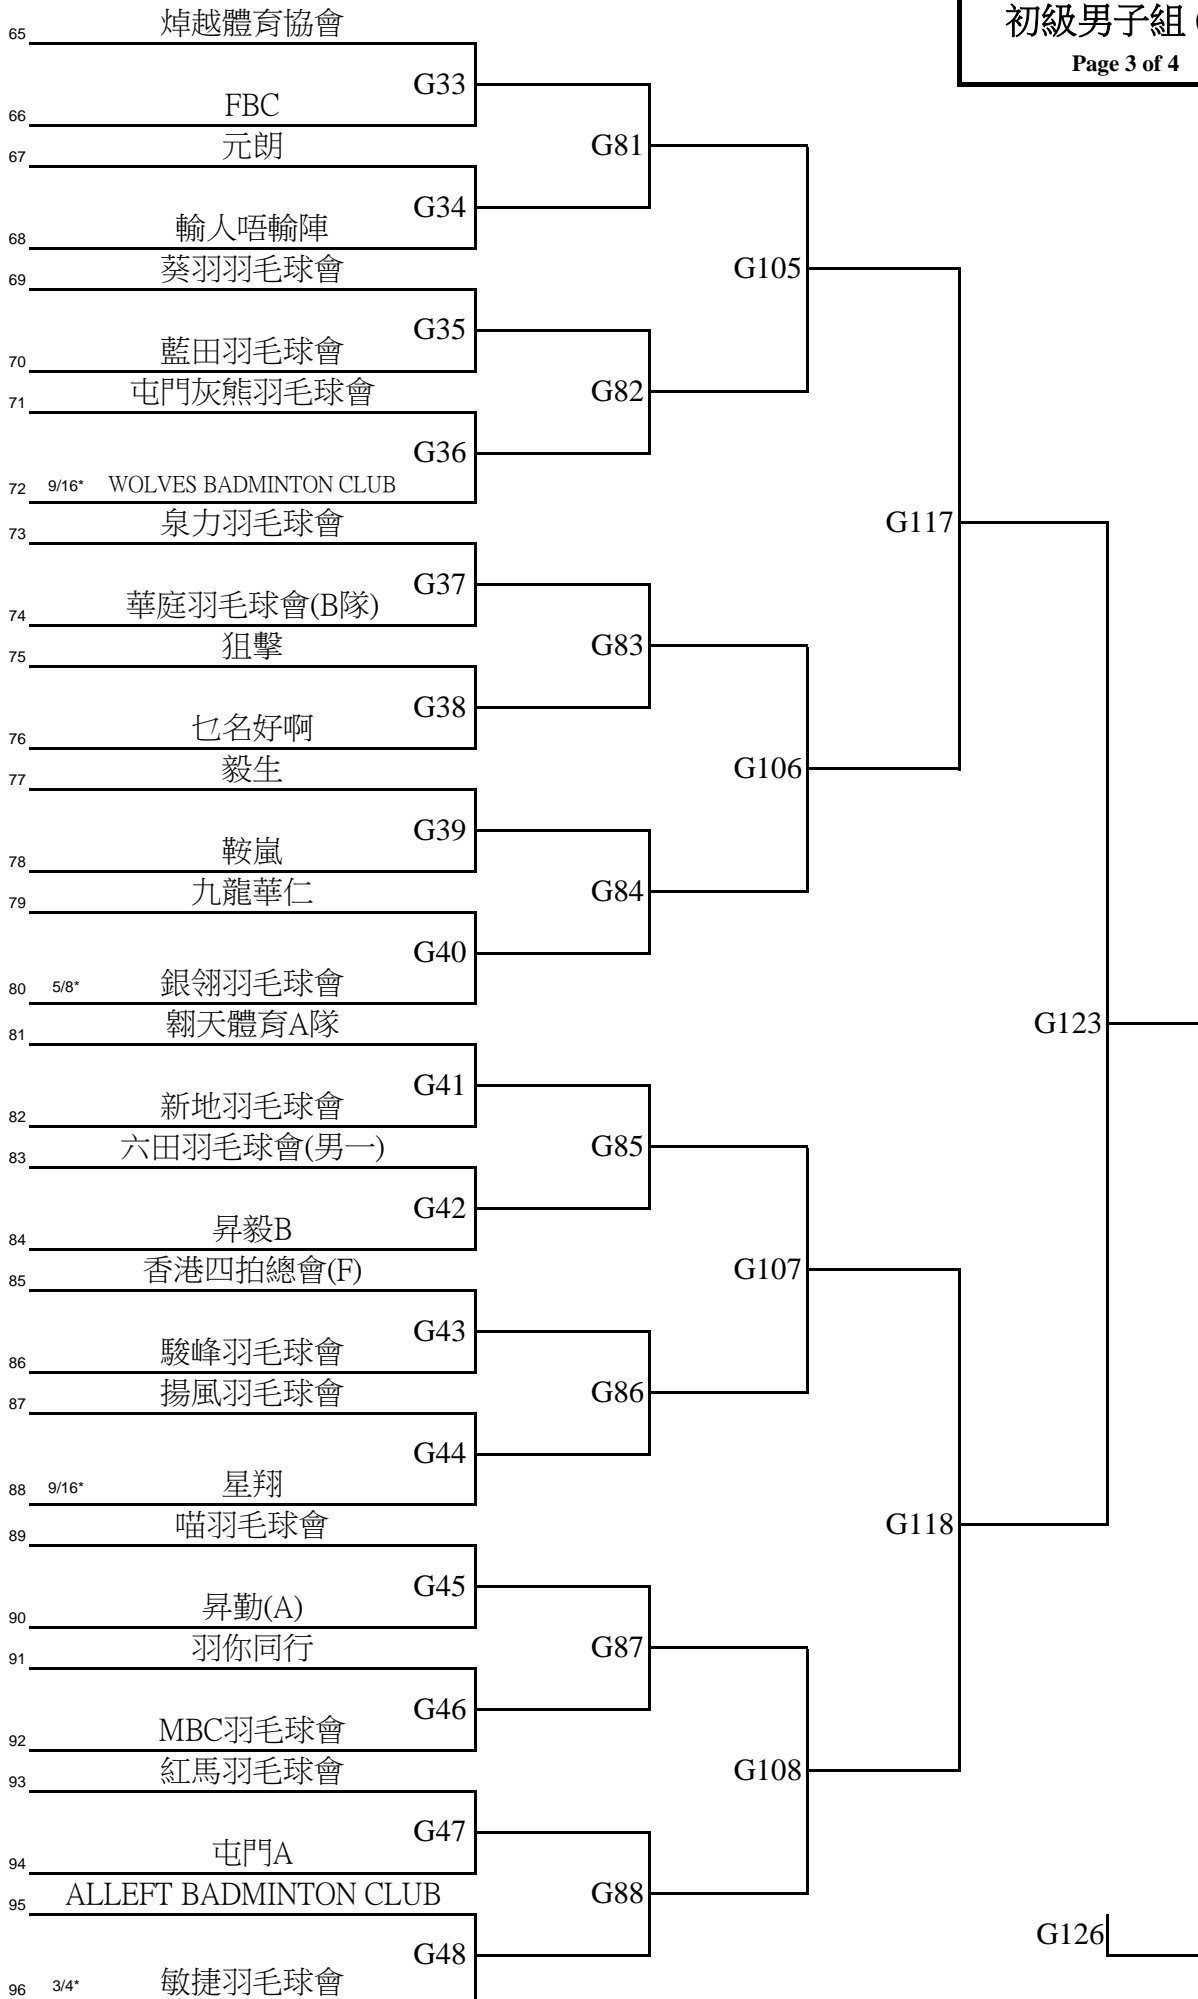 初級男子組 (
Page 3 of 4
65 焯越體育協會
G33
66 FBC
67 元朗
G81
G34
68 輸人唔輸陣
69 葵羽羽毛球會
G105
G35
70 藍田羽毛球會
71 屯門灰熊羽毛球會
G82
G36
72 9/16* WOLVES BADMINTON CLUB
73 泉力羽毛球會
G117
G37
74 華庭羽毛球會(B隊)
75 狙擊
G83
G38
76 乜名好啊
77 毅生
G106
G39
78 鞍嵐
79 九龍華仁
G84
G40
80 5/8* 銀翎羽毛球會
81 翱天體育A隊
G123
G41
82 新地羽毛球會
83 六田羽毛球會(男一)
G85
G42
84 昇毅B
85 香港四拍總會(F)
G107
G43
86 駿峰羽毛球會
87 揚風羽毛球會
G86
G44
88 9/16* 星翔
89 喵羽毛球會
G118
G45
90 昇勤(A)
91 羽你同行
G87
G46
92 MBC羽毛球會
93 紅馬羽毛球會
G108
G47
94 屯門A
95 ALLEFT BADMINTON CLUB
G88
G126
G48
96 3/4* 敏捷羽毛球會